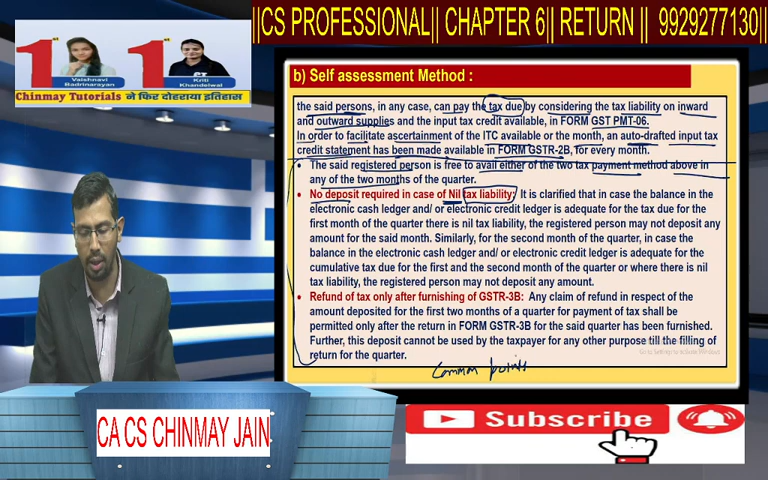 ||CS PROFESSIONAL|| CHAPTER 6|| RETURN || 9929277130||
1st
1st
Vaishnavi
Badrinarayan
Kriti
Khandelwal
Chinmay Tutorials ने फिर दोहराया इतिहास
b) Self assessment Method :
the said persons, in any case, can pay the tax due by considering the tax liability on inward
and outward supplies and the input tax credit available, in FORM GST PMT-06.
In order to facilitate ascertainment of the ITC available or the month, an auto-drafted input tax
credit statement has been made available in FORM GSTR-2B, for every month.
• The said registered person is free to avail either of the two tax payment method above in
any of the two months of the quarter.
• No deposit required in case of Nil tax liability: It is clarified that in case the balance in the
electronic cash ledger and/ or electronic credit ledger is adequate for the tax due for the
first month of the quarter there is nil tax liability, the registered person may not deposit any
amount for the said month. Similarly, for the second month of the quarter, in case the
balance in the electronic cash ledger and/ or electronic credit ledger is adequate for the
cumulative tax due for the first and the second month of the quarter or where there is nil
tax liability, the registered person may not deposit any amount.
• Refund of tax only after furnishing of GSTR-3B: Any claim of refund in respect of the
amount deposited for the first two months of a quarter for payment of tax shall be
permitted only after the return in FORM GSTR-3B for the said quarter has been furnished.
Further, this deposit cannot be used by the taxpayer for any other purpose till the filling of
return for the quarter.
Go to Settings to activate Windows.
Common points
CA CS CHINMAY JAIN
Subscribe